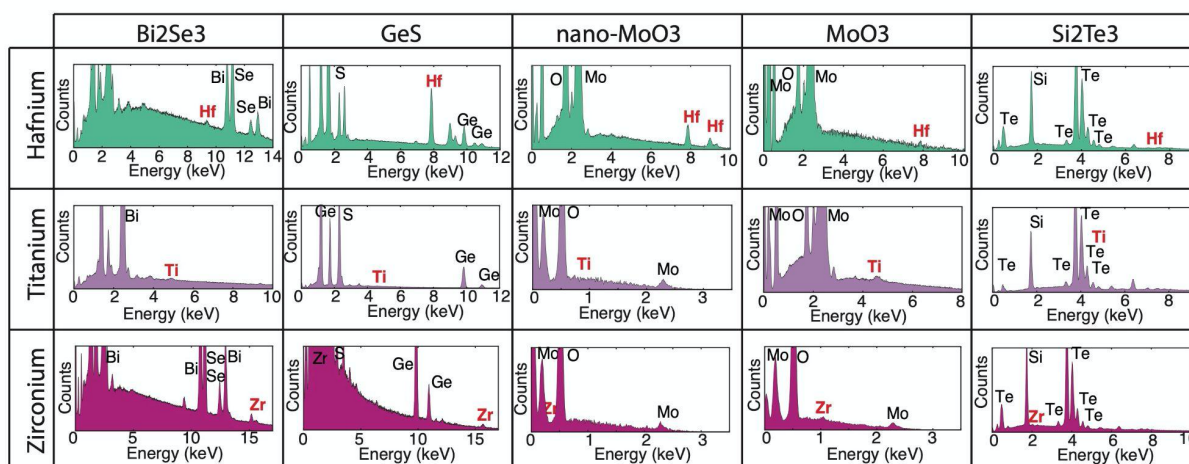 Bi2Se3 GeS nano-MoO3 MoO3 Si2Te3
Hafnium
Counts Hf Bi Se Se Bi
0 2 4 6 8 10 12 14
Energy (keV)
Counts S Hf Ge Ge
0 2 4 6 8 10 12
Energy (keV)
Counts O Mo Hf Hf
0 2 4 6 8 10
Energy (keV)
Counts O Mo Mo Hf
0 2 4 6 8 10
Energy (keV)
Counts Te Si Te Te Te Te Hf
0 2 4 6 8
Energy (keV)
Titanium
Counts Bi Ti
0 2 4 6 8 10
Energy (keV)
Counts Ge S Ti Ge Ge
0 2 4 6 8 10 12
Energy (keV)
Counts Mo O Ti Mo
0 1 2 3
Energy (keV)
Counts Mo O Mo Ti
0 2 4 6 8
Energy (keV)
Counts Te Si Te Te Ti Te Te
0 2 4 6 8
Energy (keV)
Zirconium
Counts Bi Bi Se Se Bi Zr
0 5 10 15
Energy (keV)
Counts Zr S Ge Ge Zr
0 5 10 15
Energy (keV)
Counts Mo O Zr Mo
0 1 2 3
Energy (keV)
Counts Mo O Zr Mo
0 1 2 3
Energy (keV)
Counts Te Si Zr Te Te Te Te
0 2 4 6 8 10
Energy (keV)